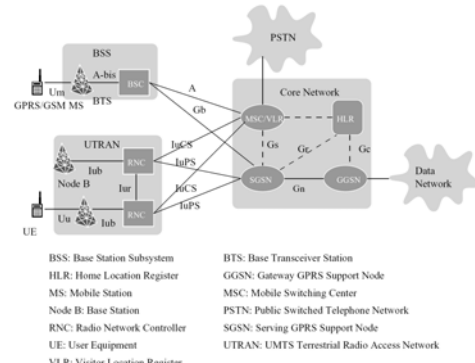 PSTN
BSS
A-bis
Um
BSC
BTS
GPRS/GSM MS
A
Gb
Core Network
MSC/VLR
HLR
Gs
Gr
Gc
UTRAN
IuCS
IuPS
RNC
Iub
Node B
Iur
SGSN
Gn
GGSN
Data
Network
IuCS
IuPS
RNC
Uu
Iub
UE
BSS: Base Station Subsystem
HLR: Home Location Register
MS: Mobile Station
Node B: Base Station
RNC: Radio Network Controller
UE: User Equipment
VLR: Visitor Location Register
BTS: Base Transceiver Station
GGSN: Gateway GPRS Support Node
MSC: Mobile Switching Center
PSTN: Public Switched Telephone Network
SGSN: Serving GPRS Support Node
UTRAN: UMTS Terrestrial Radio Access Network